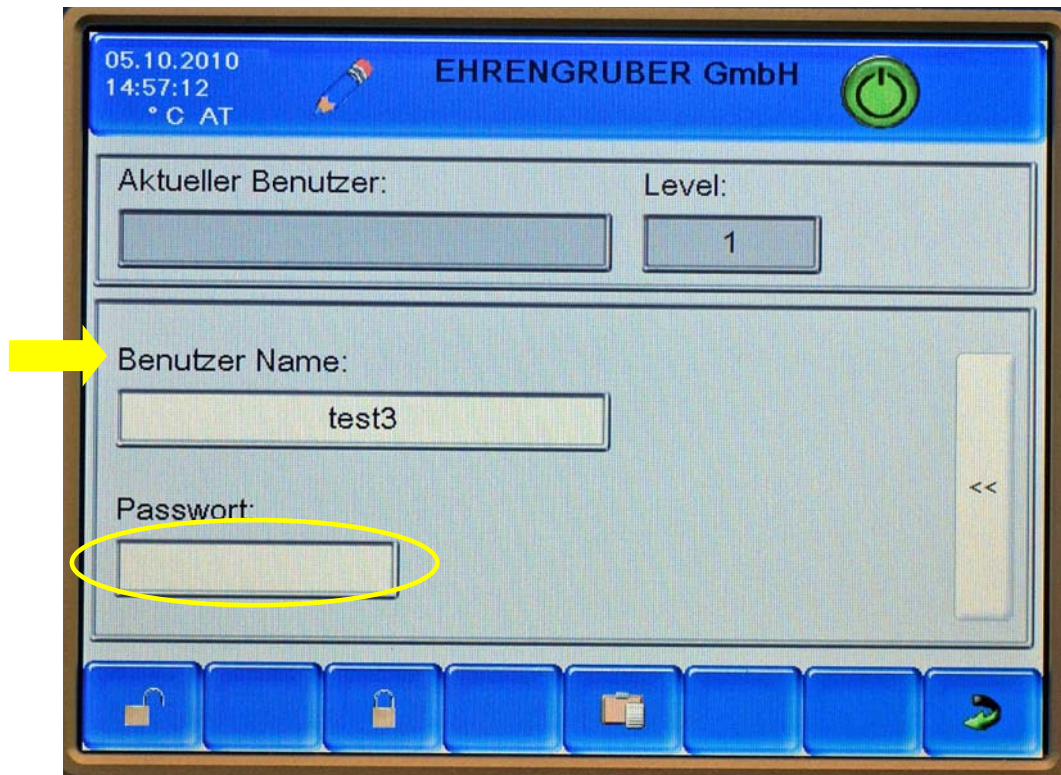 05.10.2010
14:57:12
° C AT
EHRENGRUBER GmbH
Aktueller Benutzer:
Level:
1
Benutzer Name:
test3
<<
Passwort: